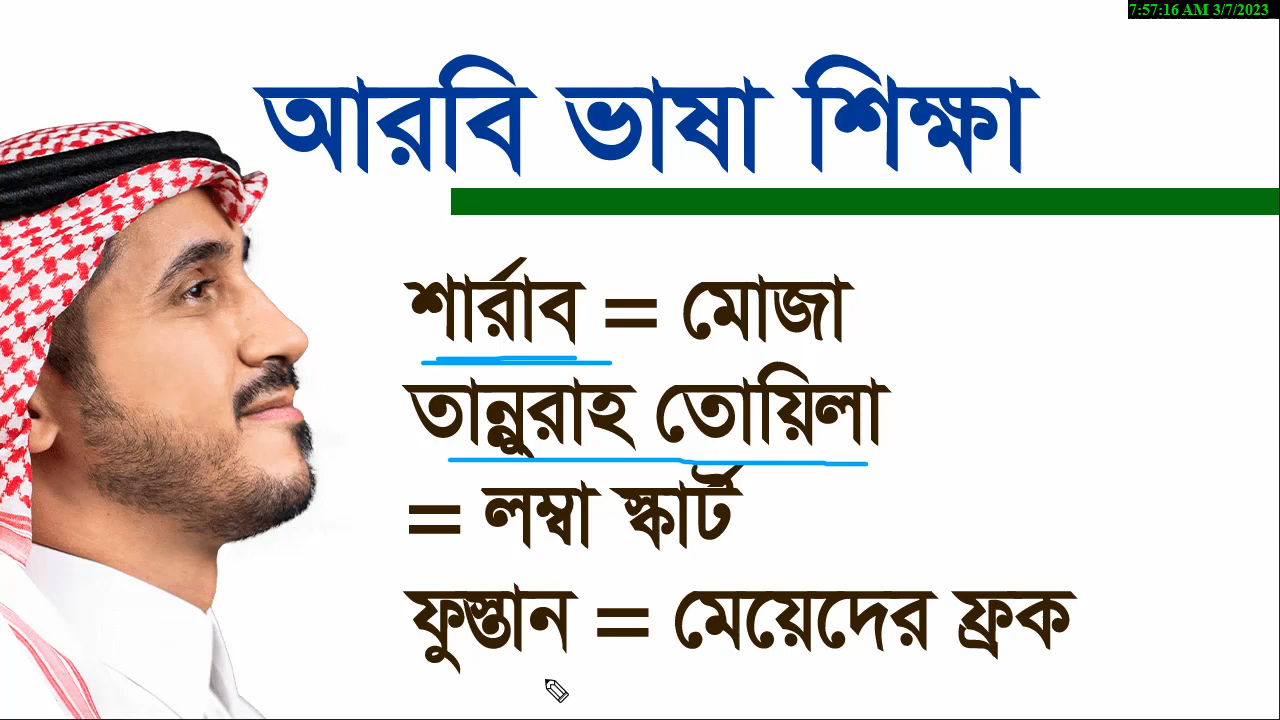 7:57:16 AM 3/7/2023
আরবি ভাষা শিক্ষা
শার্রাব = মোজা
তান্নুরাহ তোয়িলা
= লম্বা স্কার্ট
ফুস্তান = মেয়েদের ফ্রক